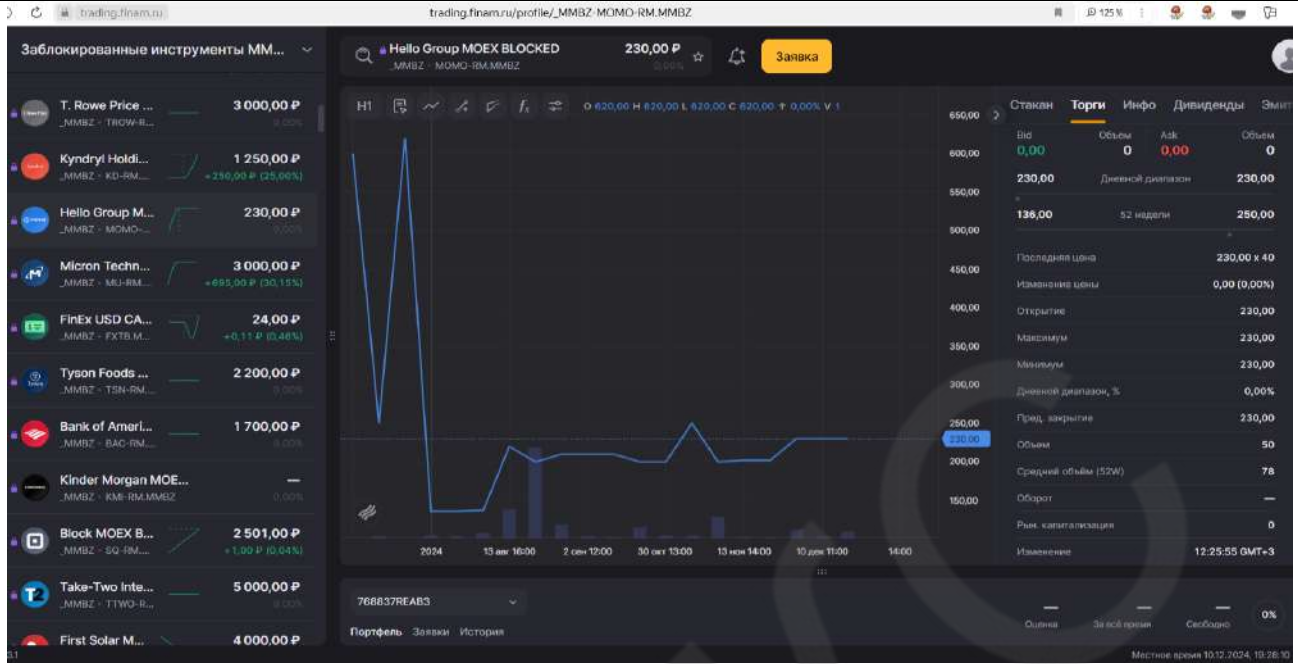 trading.finam.ru
trading.finam.ru/profile/_MMBZ-MOMO-RM.MMBZ
125 %
Заблокированные инструменты MM...
T. Rowe Price ...
3 000,00 ₽
_MMBZ - TROW-R...
0,00%
Kyndryl Holdi...
1 250,00 ₽
_MMBZ - KD-RM....
+250,00 ₽ (25,00%)
Hello Group M...
230,00 ₽
_MMBZ - MOMO-...
0,00%
Micron Techn...
3 000,00 ₽
_MMBZ - MU-RM....
+695,00 ₽ (30,15%)
FinEx USD CA...
24,00 ₽
_MMBZ - FXTB.M...
+0,11 ₽ (0,46%)
Tyson Foods ...
2 200,00 ₽
_MMBZ - TSN-RM....
0,00%
Bank of Ameri...
1 700,00 ₽
_MMBZ - BAC-RM....
0,00%
Kinder Morgan MOE...
—
_MMBZ - KMI-RM.MMBZ
0,00%
Block MOEX B...
2 501,00 ₽
_MMBZ - SQ-RM....
+1,00 ₽ (0,04%)
Take-Two Inte...
5 000,00 ₽
_MMBZ - TTWO-R...
0,00%
First Solar M...
4 000,00 ₽
Hello Group MOEX BLOCKED
230,00 ₽
_MMBZ - MOMO-RM.MMBZ
0,00%
Заявка
H1
O 620,00 H 620,00 L 620,00 C 620,00 ↑ 0,00% V 1
650,00
600,00
550,00
500,00
450,00
400,00
350,00
300,00
250,00
230,00
200,00
150,00
2024
13 авг 16:00
2 сен 12:00
30 окт 13:00
13 ноя 14:00
10 дек 11:00
14:00
Стакан Торги Инфо Дивиденды Эмит
Bid Объем Ask Объем
0,00 0 0,00 0
230,00 Дневной диапазон 230,00
136,00 52 недели 250,00
Последняя цена 230,00 x 40
Изменение цены 0,00 (0,00%)
Открытие 230,00
Максимум 230,00
Минимум 230,00
Дневной диапазон, % 0,00%
Пред. закрытие 230,00
Объем 50
Средний объём (52W) 78
Оборот —
Рын. капитализация 0
Изменение 12:25:55 GMT+3
768837REAB3
Портфель Заявки История
— — —
Оценка За всё время Свободно
0%
Местное время 10.12.2024, 19:28:10